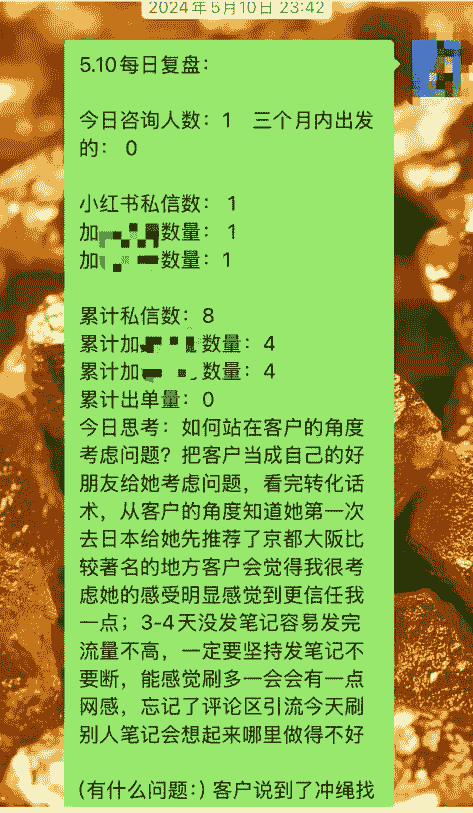 2024年5月10日 23:42
5.10每日复盘：
今日咨询人数：1 三个月内出发
的：0
小红书私信数：1
加 数量：1
加 数量：1
累计私信数：8
累计加 数量：4
累计加 数量：4
累计出单量：0
今日思考：如何站在客户的角度
考虑问题？把客户当成自己的好
朋友给她考虑问题，看完转化话
术，从客户的角度知道她第一次
去日本给她先推荐了京都大阪比
较著名的地方客户会觉得我很考
虑她的感受明显感觉到更信任我
一点；3-4天没发笔记容易发完
流量不高，一定要坚持发笔记不
要断，能感觉刷多一会会有一点
网感，忘记了评论区引流今天刷
别人笔记会想起来哪里做得不好
(有什么问题:) 客户说到了冲绳找